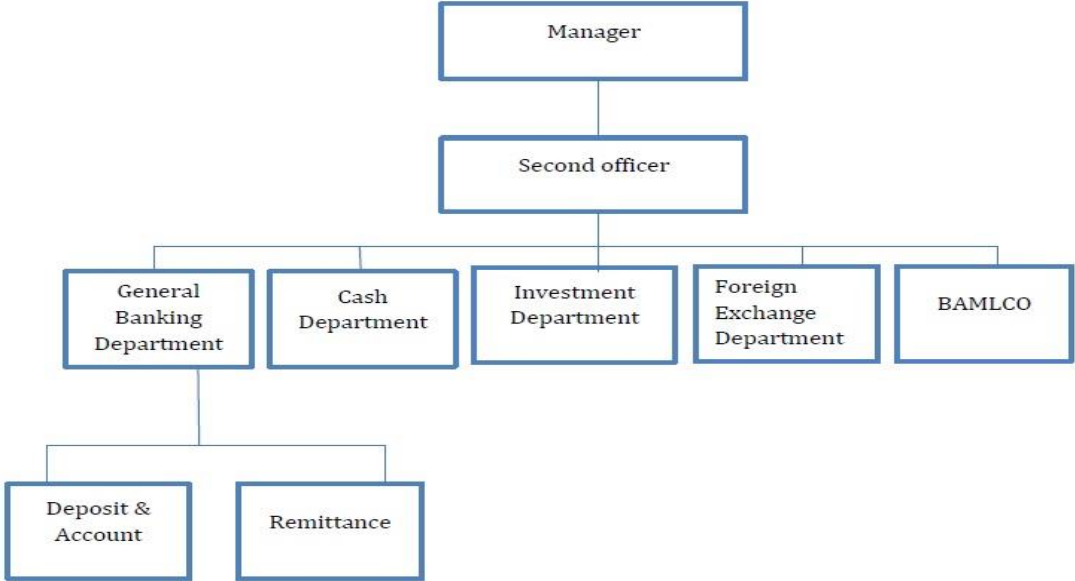 Manager
Second officer
General
Banking
Department
Cash
Department
Investment
Department
Foreign
Exchange
Department
BAMLCO
Deposit &
Account
Remittance